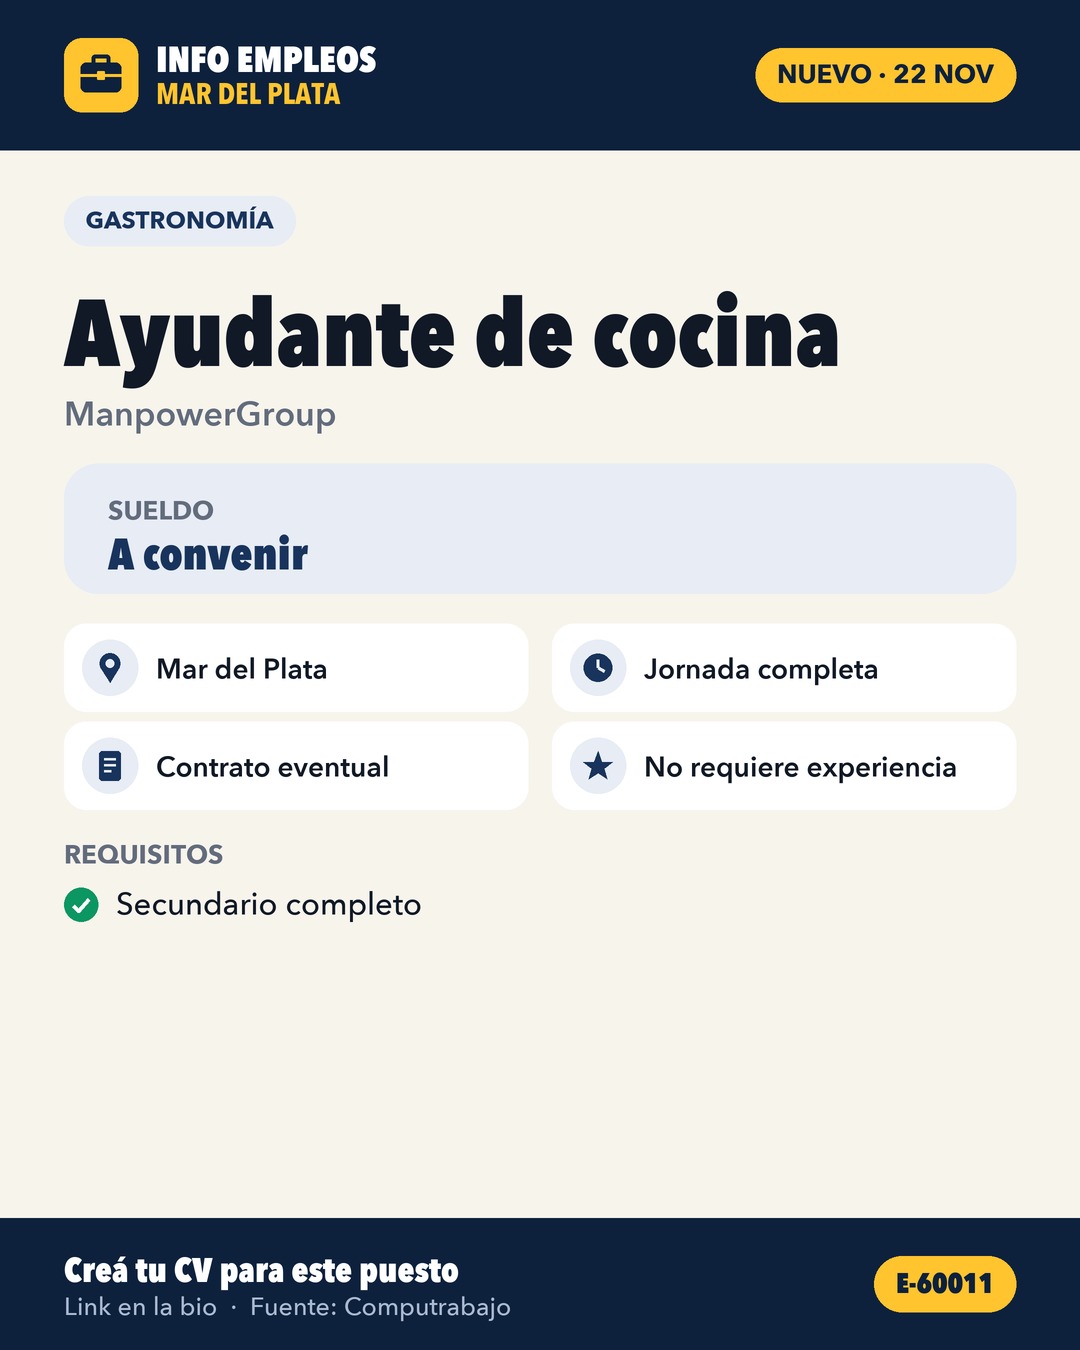 INFO EMPLEOS
MAR DEL PLATA
NUEVO · 22 NOV
GASTRONOMÍA
Ayudante de cocina
ManpowerGroup
SUELDO
A convenir
Mar del Plata
Jornada completa
Contrato eventual
No requiere experiencia
REQUISITOS
Secundario completo
Creá tu CV para este puesto
Link en la bio · Fuente: Computrabajo
E-60011